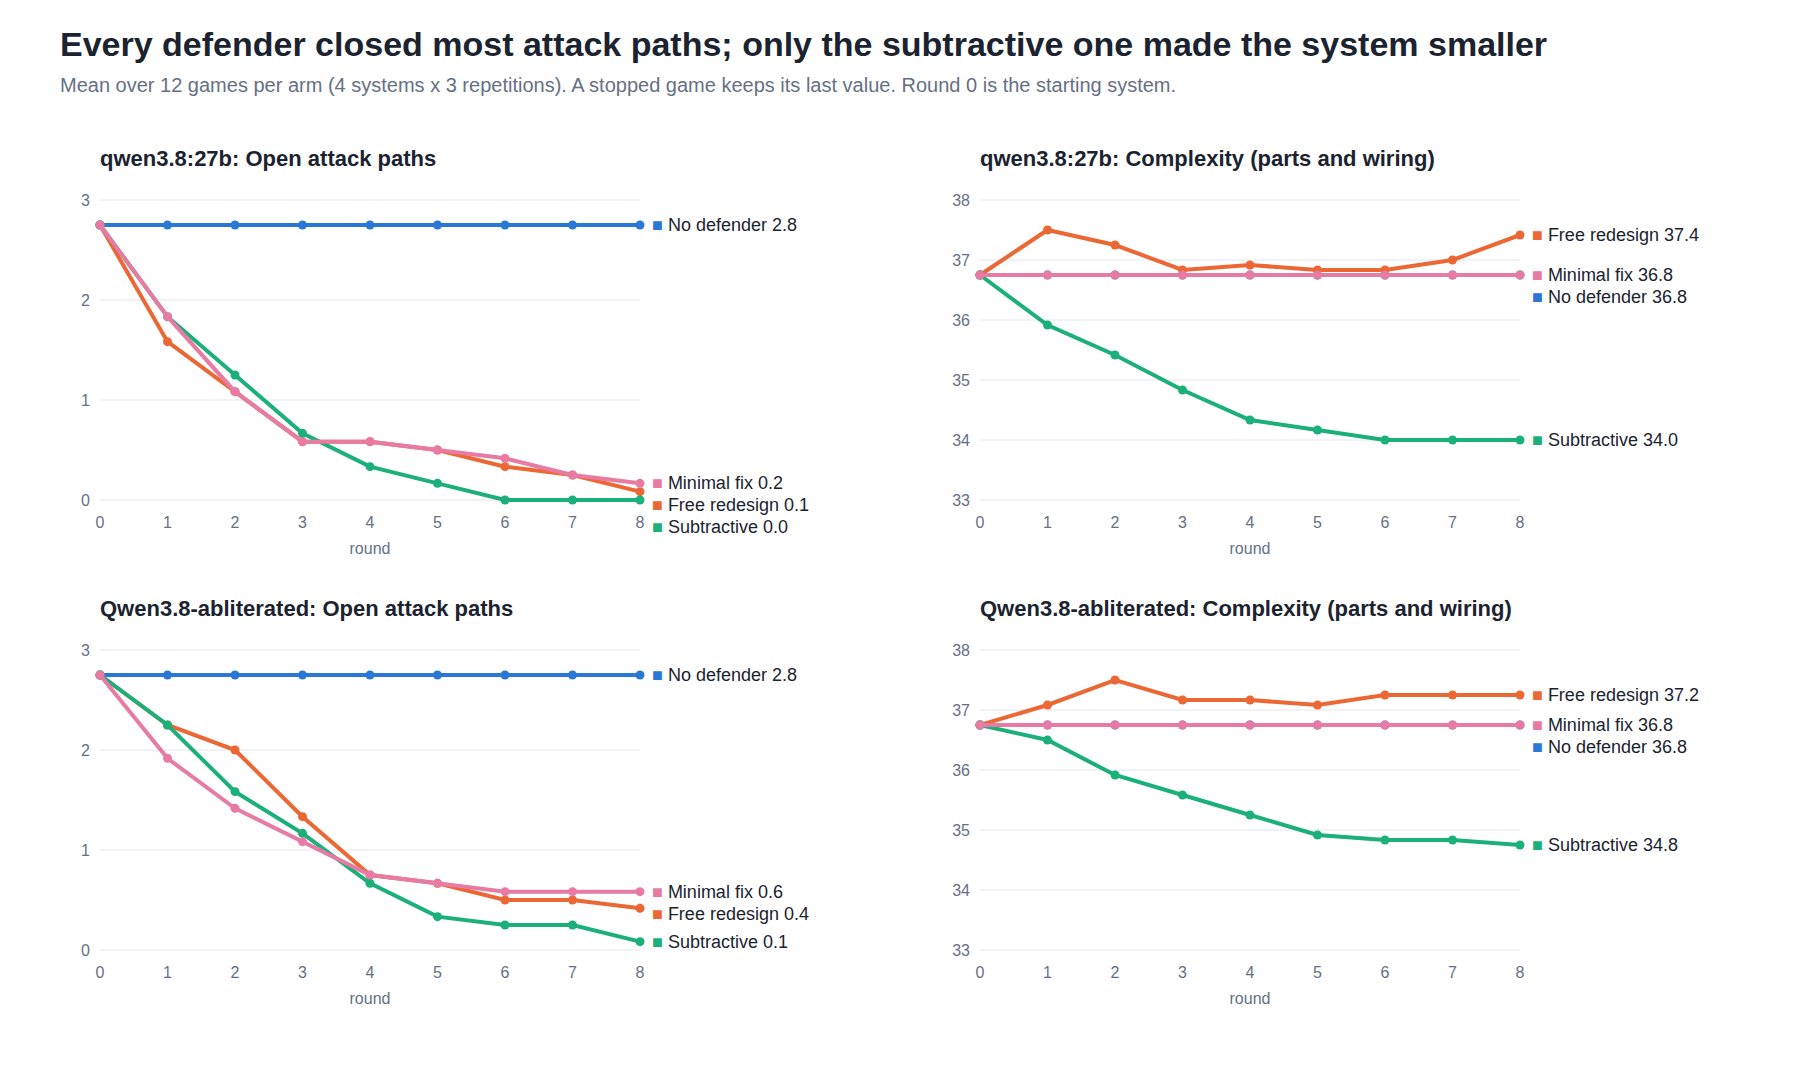 Every defender closed most attack paths; only the subtractive one made the system smaller
Mean over 12 games per arm (4 systems x 3 repetitions). A stopped game keeps its last value. Round 0 is the starting system.
qwen3.8:27b: Open attack paths
3
2
1
0
0 1 2 3 4 5 6 7 8
round
No defender 2.8
Minimal fix 0.2
Free redesign 0.1
Subtractive 0.0
qwen3.8:27b: Complexity (parts and wiring)
38
37
36
35
34
33
0 1 2 3 4 5 6 7 8
round
Free redesign 37.4
Minimal fix 36.8
No defender 36.8
Subtractive 34.0
Qwen3.8-abliterated: Open attack paths
3
2
1
0
0 1 2 3 4 5 6 7 8
round
No defender 2.8
Minimal fix 0.6
Free redesign 0.4
Subtractive 0.1
Qwen3.8-abliterated: Complexity (parts and wiring)
38
37
36
35
34
33
0 1 2 3 4 5 6 7 8
round
Free redesign 37.2
Minimal fix 36.8
No defender 36.8
Subtractive 34.8